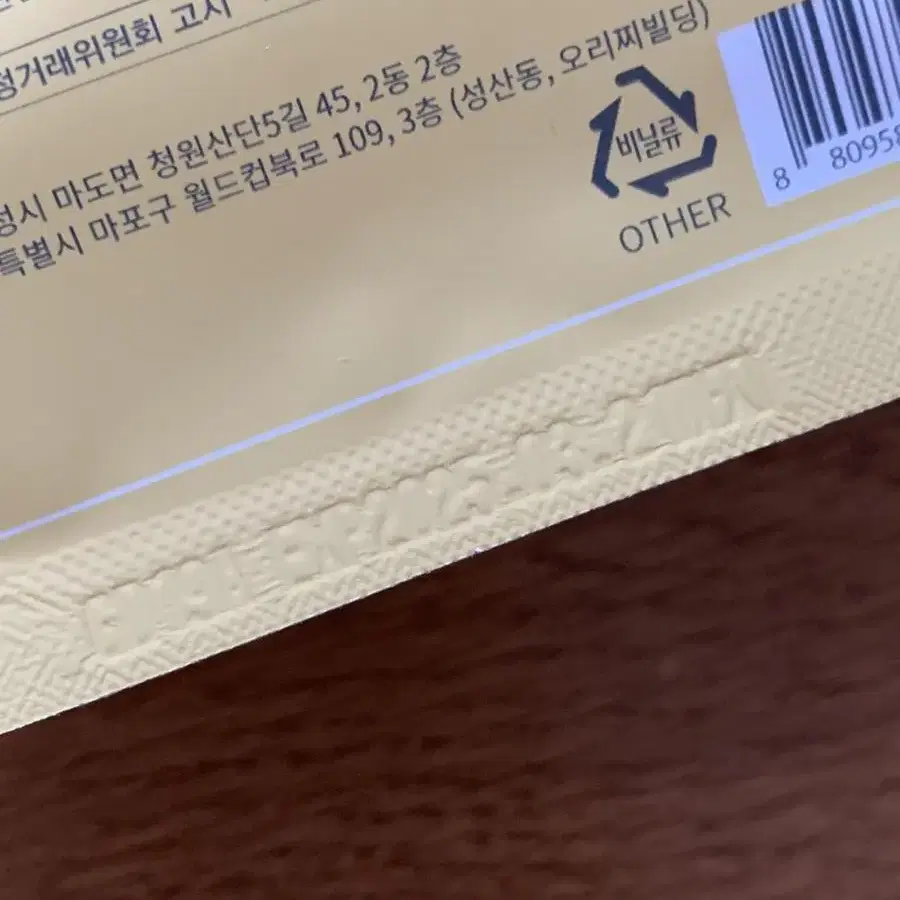 정거래위원회 고시
성시 마도면 청원산단5길 45, 2동 2층
특별시 마포구 월드컵북로 109, 3층 (성산동, 오리찌빌딩)
비닐류
OTHER
8 80958